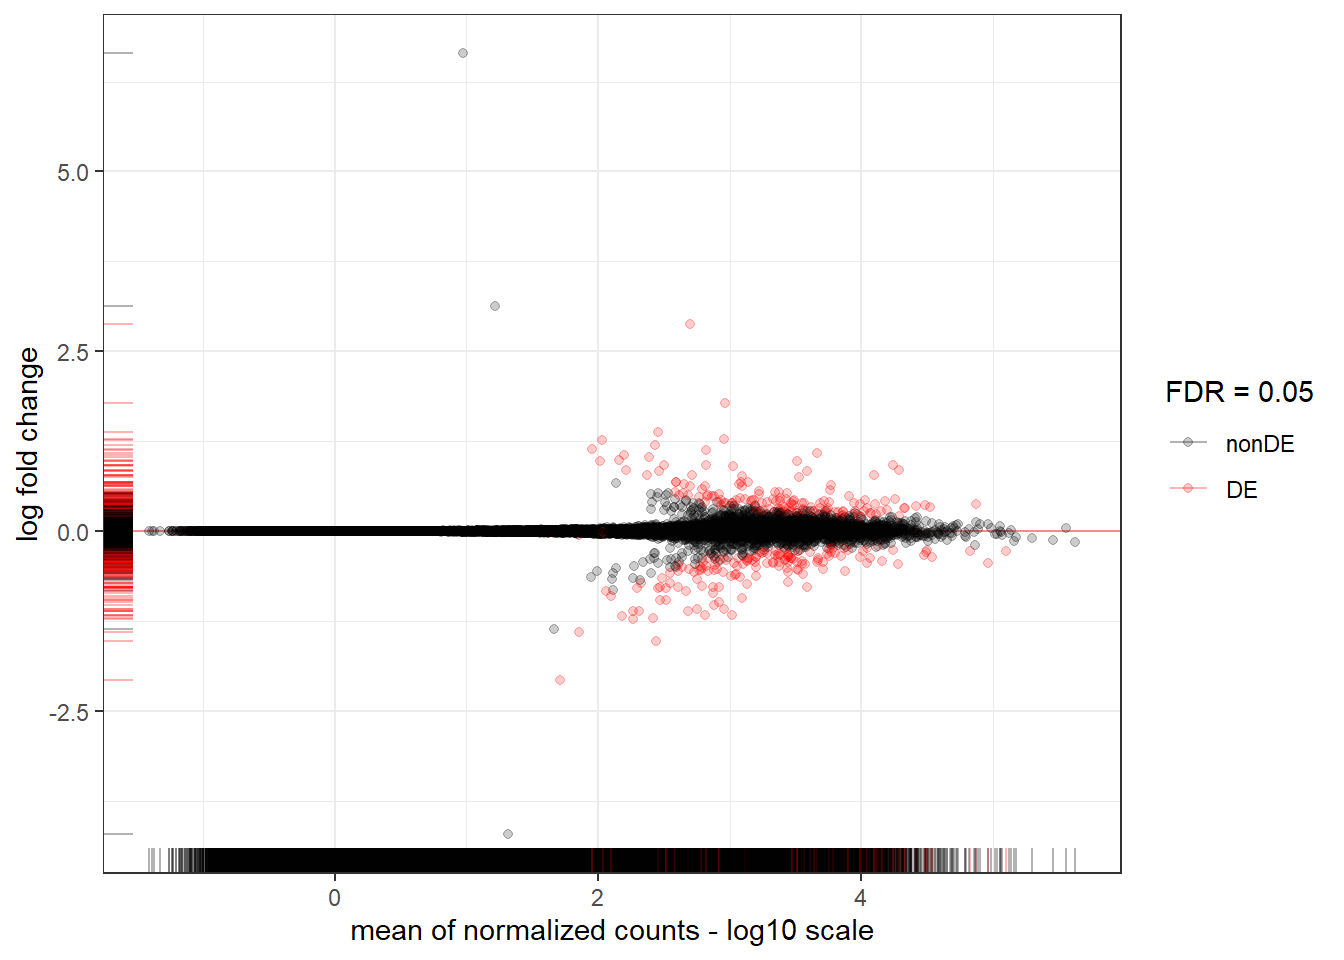 5.0
2.5
0.0
-2.5
log fold change
0
2
4
mean of normalized counts - log10 scale
FDR = 0.05
nonDE
DE